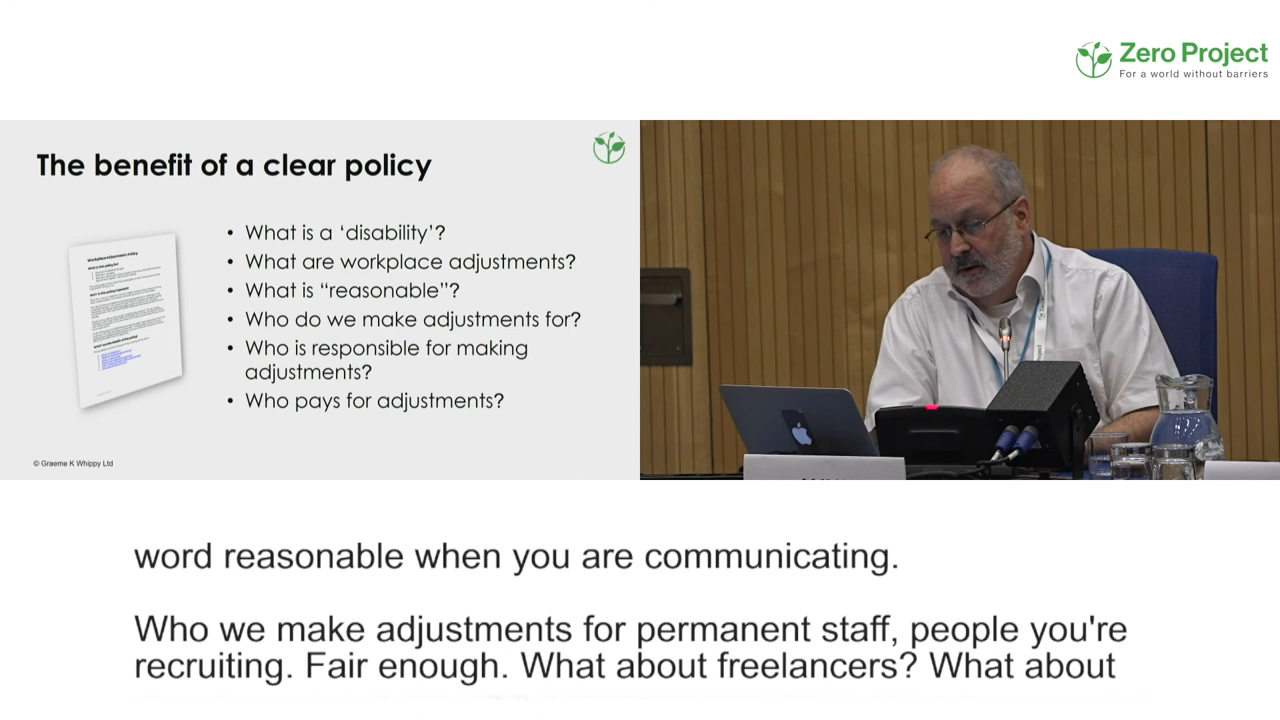 Zero Project
For a world without barriers
The benefit of a clear policy
• What is a ‘disability’?
• What are workplace adjustments?
• What is “reasonable”?
• Who do we make adjustments for?
• Who is responsible for making
adjustments?
• Who pays for adjustments?
Workplace Adjustments Policy
© Graeme K Whippy Ltd
word reasonable when you are communicating.
Who we make adjustments for permanent staff, people you're
recruiting. Fair enough. What about freelancers? What about